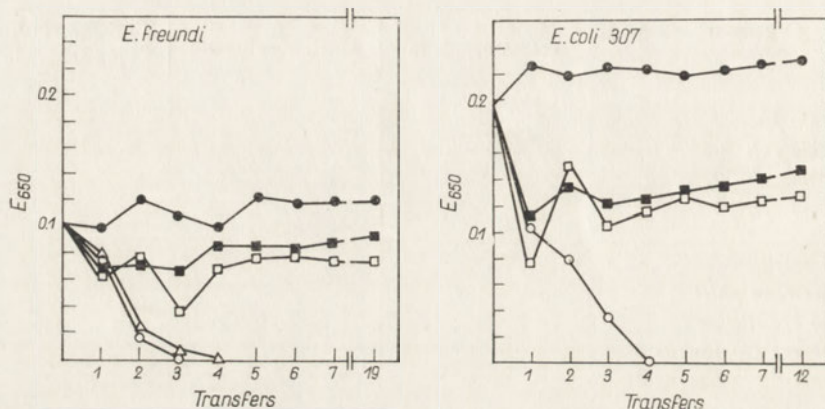 E. freundi
0.2
E₆₅₀
0.1
1 2 3 4 5 6 7 19
Transfers
E. coli 307
0.2
E₆₅₀
0.1
1 2 3 4 5 6 7 12
Transfers